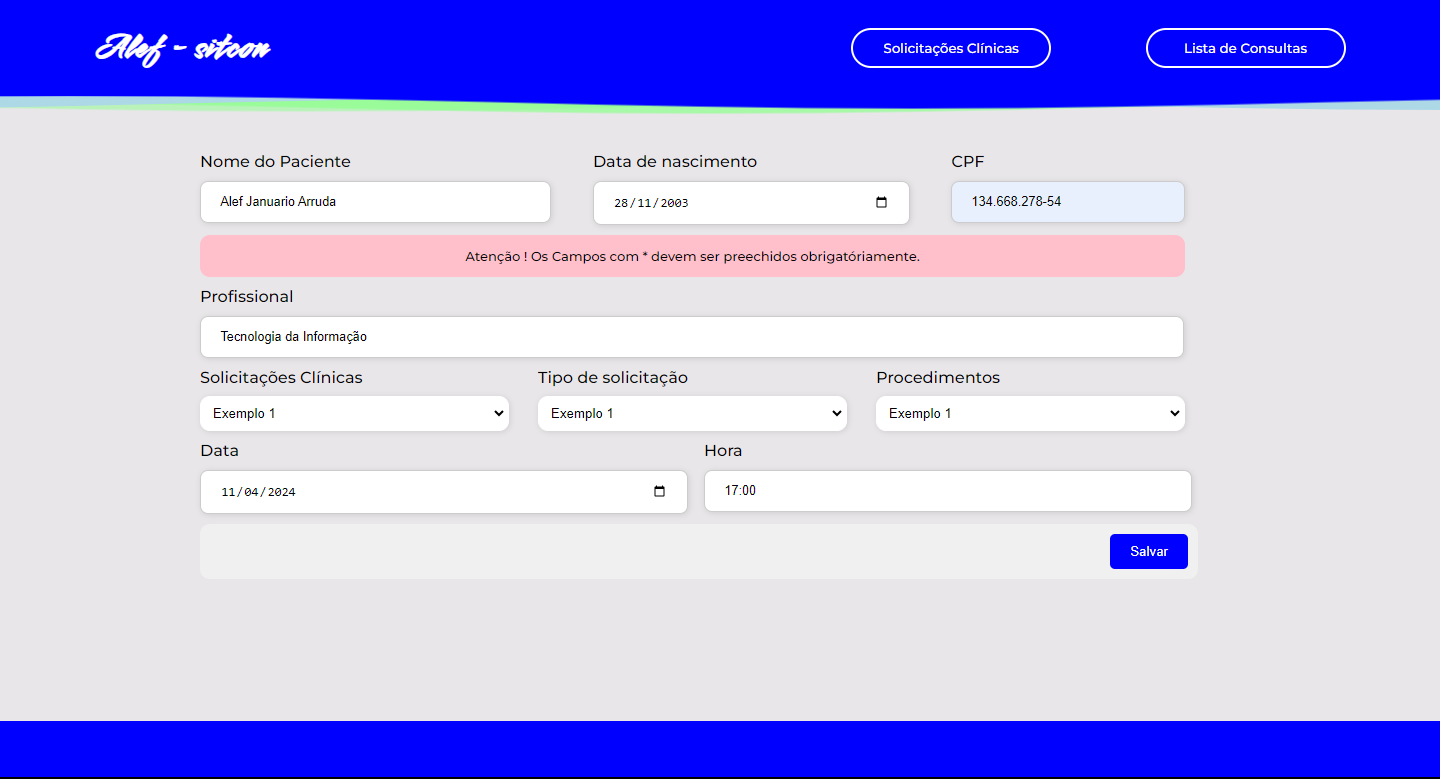 Alef - sitcon
Solicitações Clínicas
Lista de Consultas
Nome do Paciente
Data de nascimento
CPF
Alef Januario Arruda
28/11/2003
134.668.278-54
Atenção ! Os Campos com * devem ser preechidos obrigatóriamente.
Profissional
Tecnologia da Informação
Solicitações Clínicas
Tipo de solicitação
Procedimentos
Exemplo 1
Exemplo 1
Exemplo 1
Data
Hora
11/04/2024
17:00
Salvar